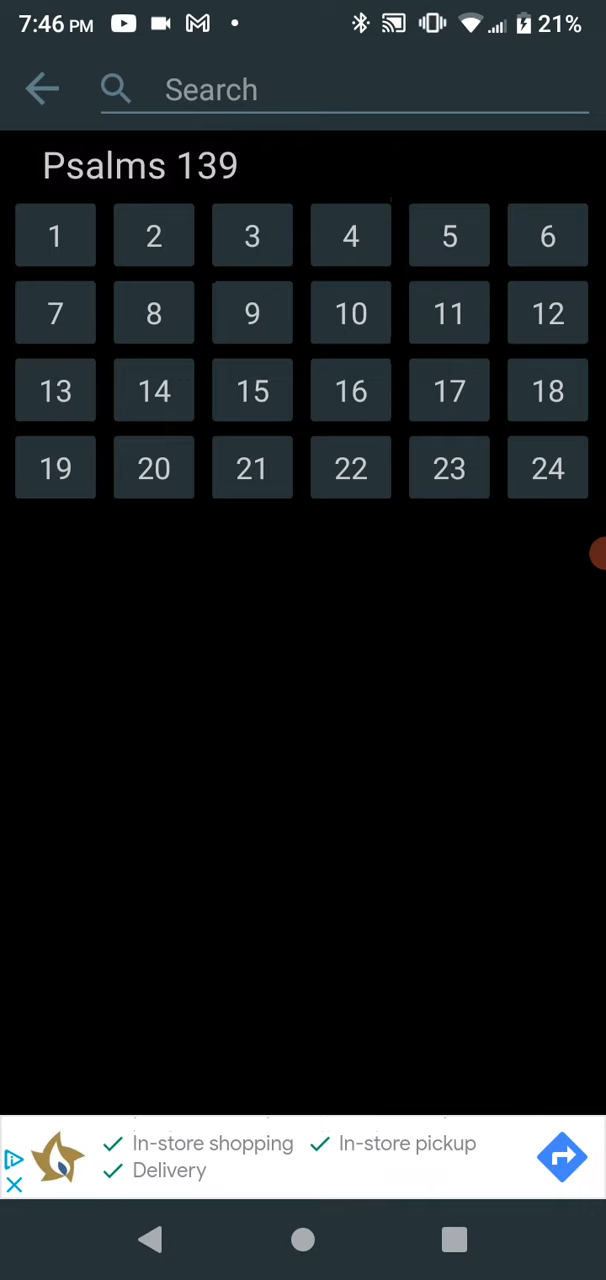 7:46 PM 21%
Search
Psalms 139
1 2 3 4 5 6
7 8 9 10 11 12
13 14 15 16 17 18
19 20 21 22 23 24
In-store shopping In-store pickup
Delivery